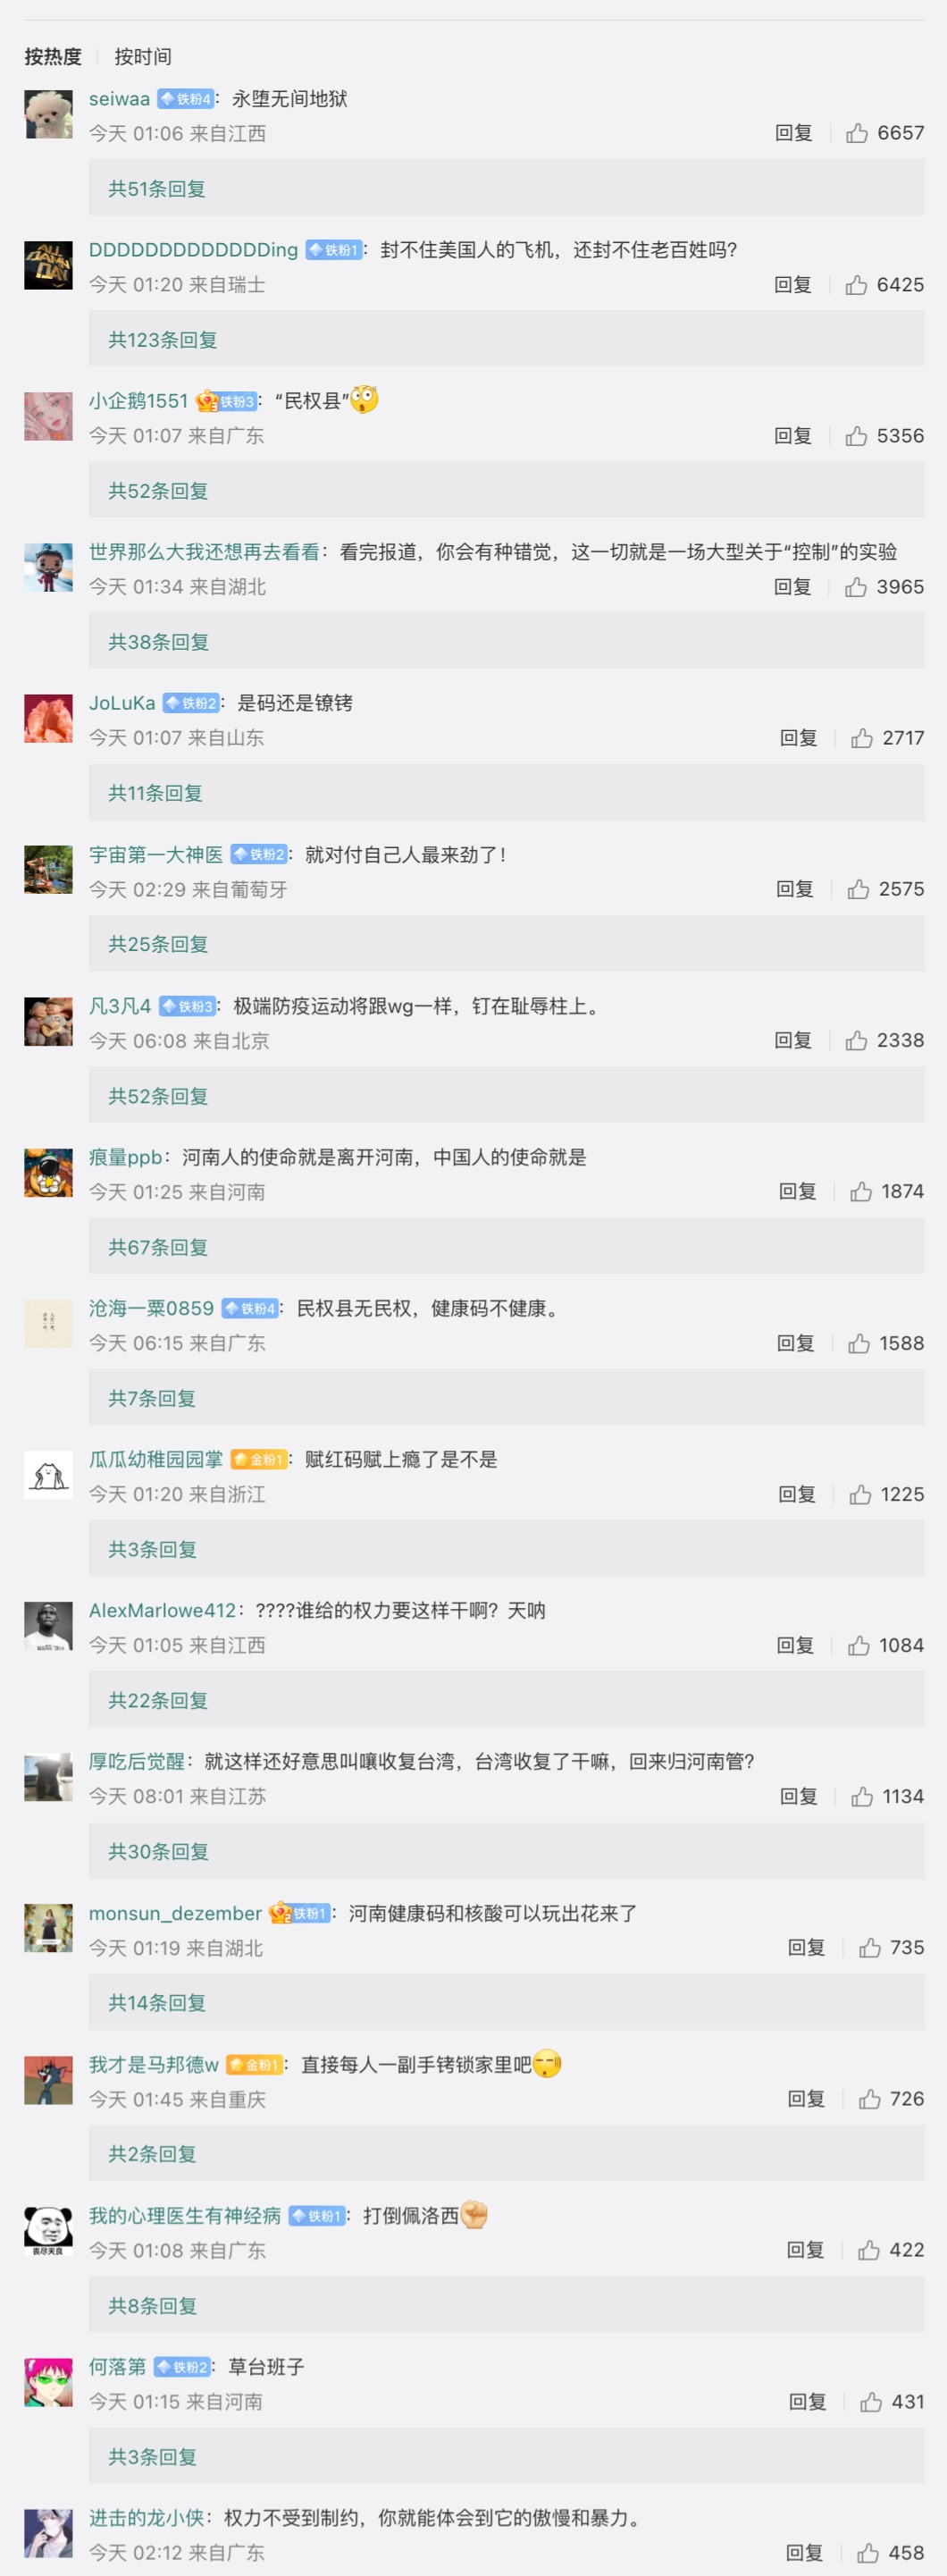 按热度 按时间
seiwaa 铁粉4：永堕无间地狱
今天 01:06 来自江西 回复 6657
共51条回复
DDDDDDDDDDDDDing 铁粉1：封不住美国人的飞机，还封不住老百姓吗？
今天 01:20 来自瑞士 回复 6425
共123条回复
小企鹅1551 铁粉3：“民权县”
今天 01:07 来自广东 回复 5356
共52条回复
世界那么大我还想再去看看：看完报道，你会有种错觉，这一切就是一场大型关于“控制”的实验
今天 01:34 来自湖北 回复 3965
共38条回复
JoLuKa 铁粉2：是码还是镣铐
今天 01:07 来自山东 回复 2717
共11条回复
宇宙第一大神医 铁粉2：就对付自己人最来劲了！
今天 02:29 来自葡萄牙 回复 2575
共25条回复
凡3凡4 铁粉3：极端防疫运动将跟wg一样，钉在耻辱柱上。
今天 06:08 来自北京 回复 2338
共52条回复
痕量ppb：河南人的使命就是离开河南，中国人的使命就是
今天 01:25 来自河南 回复 1874
共67条回复
沧海一粟0859 铁粉4：民权县无民权，健康码不健康。
今天 06:15 来自广东 回复 1588
共7条回复
瓜瓜幼稚园园掌 金粉1：赋红码赋上瘾了是不是
今天 01:20 来自浙江 回复 1225
共3条回复
AlexMarlowe412：????谁给的权力要这样干啊？天呐
今天 01:05 来自江西 回复 1084
共22条回复
厚吃后觉醒：就这样还好意思叫嚷收复台湾，台湾收复了干嘛，回来归河南管？
今天 08:01 来自江苏 回复 1134
共30条回复
monsun_dezember 铁粉1：河南健康码和核酸可以玩出花来了
今天 01:19 来自湖北 回复 735
共14条回复
我才是马邦德w 金粉1：直接每人一副手铐锁家里吧
今天 01:45 来自重庆 回复 726
共2条回复
我的心理医生有神经病 铁粉1：打倒佩洛西
今天 01:08 来自广东 回复 422
丧尽天良
共8条回复
何落第 铁粉2：草台班子
今天 01:15 来自河南 回复 431
共3条回复
进击的龙小侠：权力不受到制约，你就能体会到它的傲慢和暴力。
今天 02:12 来自广东 回复 458